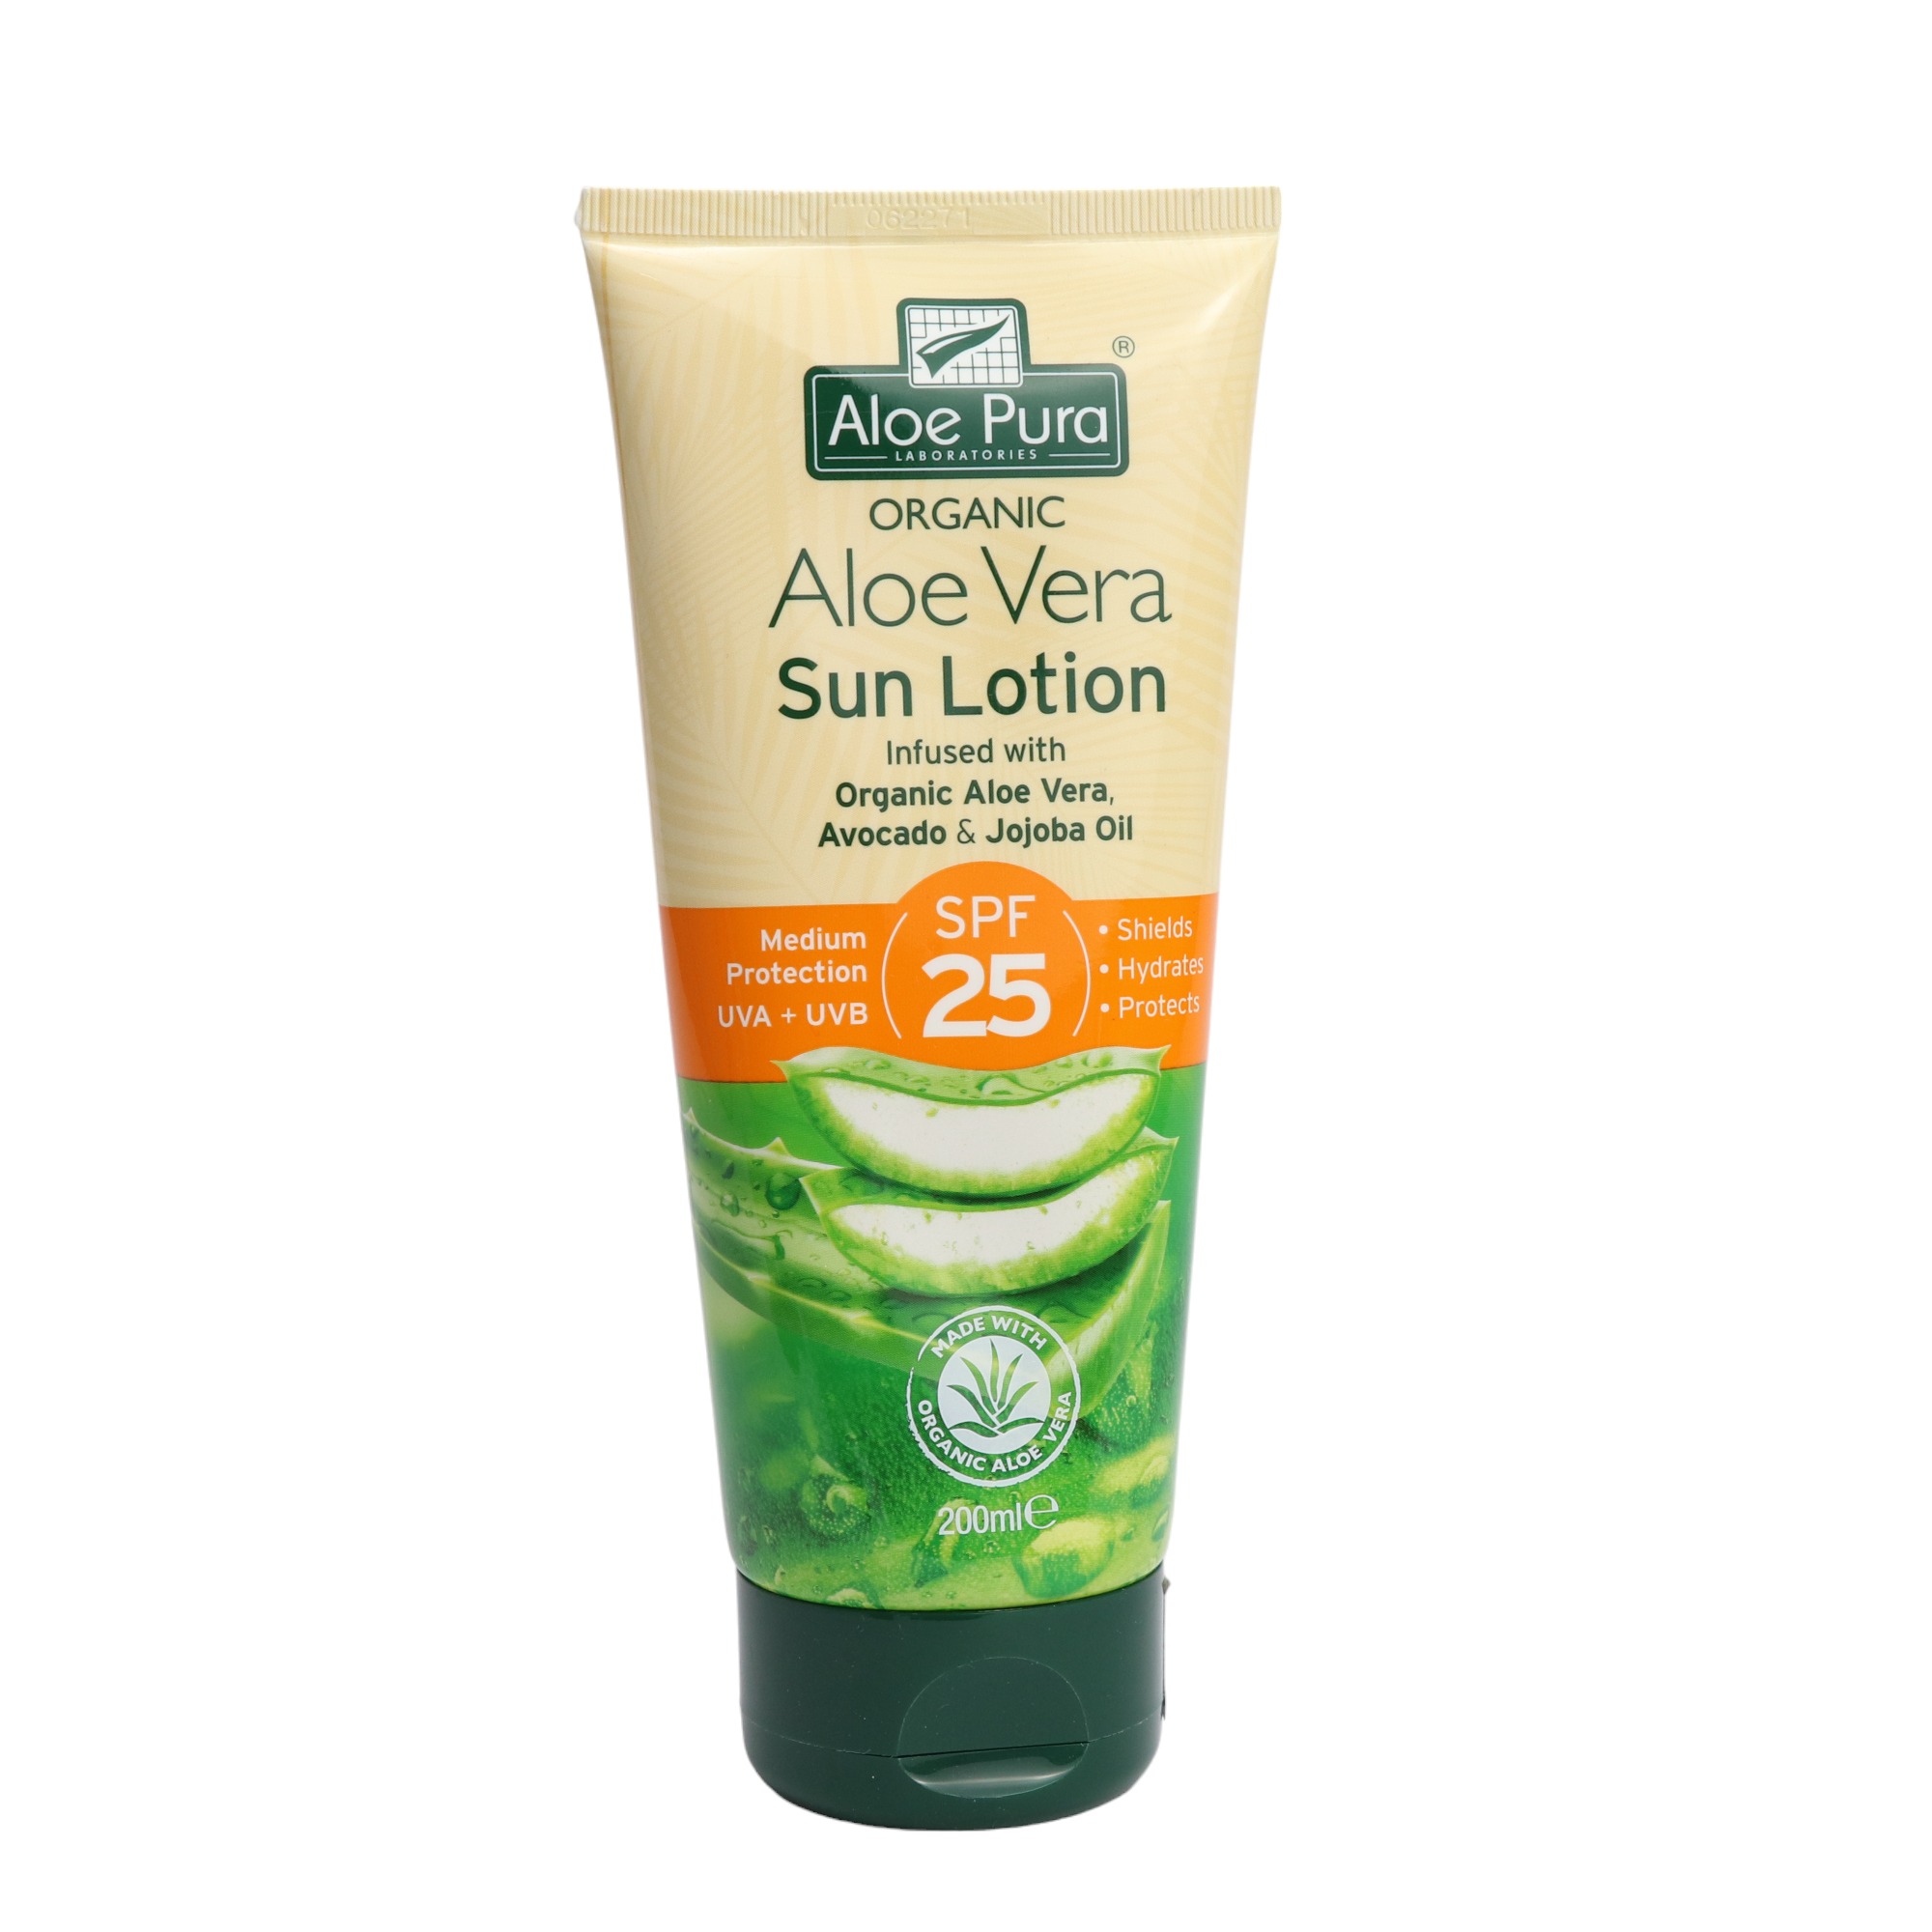 062271
Aloe Pura
®
LABORATORIES
ORGANIC
Aloe Vera
Sun Lotion
Infused with
Organic Aloe Vera,
Avocado & Jojoba Oil
Medium
Protection
UVA + UVB
SPF
25
• Shields
• Hydrates
• Protects
MADE WITH
ORGANIC ALOE VERA
200ml℮